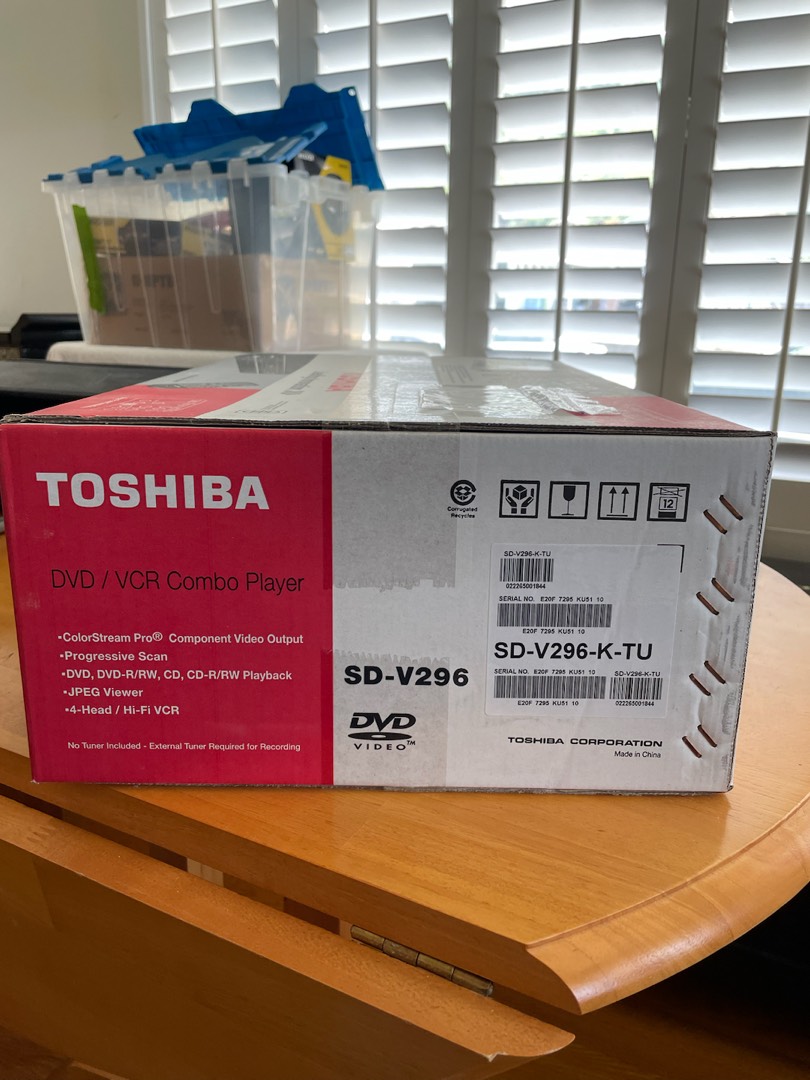 TOSHIBA
DVD / VCR Combo Player
•ColorStream Pro® Component Video Output
•Progressive Scan
•DVD, DVD-R/RW, CD, CD-R/RW Playback
•JPEG Viewer
•4-Head / Hi-Fi VCR
No Tuner Included - External Tuner Required for Recording
SD-V296
DVD
VIDEO™
Corrugated
Recycles
12
SD-V296-K-TU
022265001844
SERIAL NO. E20F 7295 KU51 10
E20F 7295 KU51 10
SD-V296-K-TU
SERIAL NO. E20F 7295 KU51 10
SD-V296-K-TU
E20F 7295 KU51 10
022265001844
TOSHIBA CORPORATION
Made in China